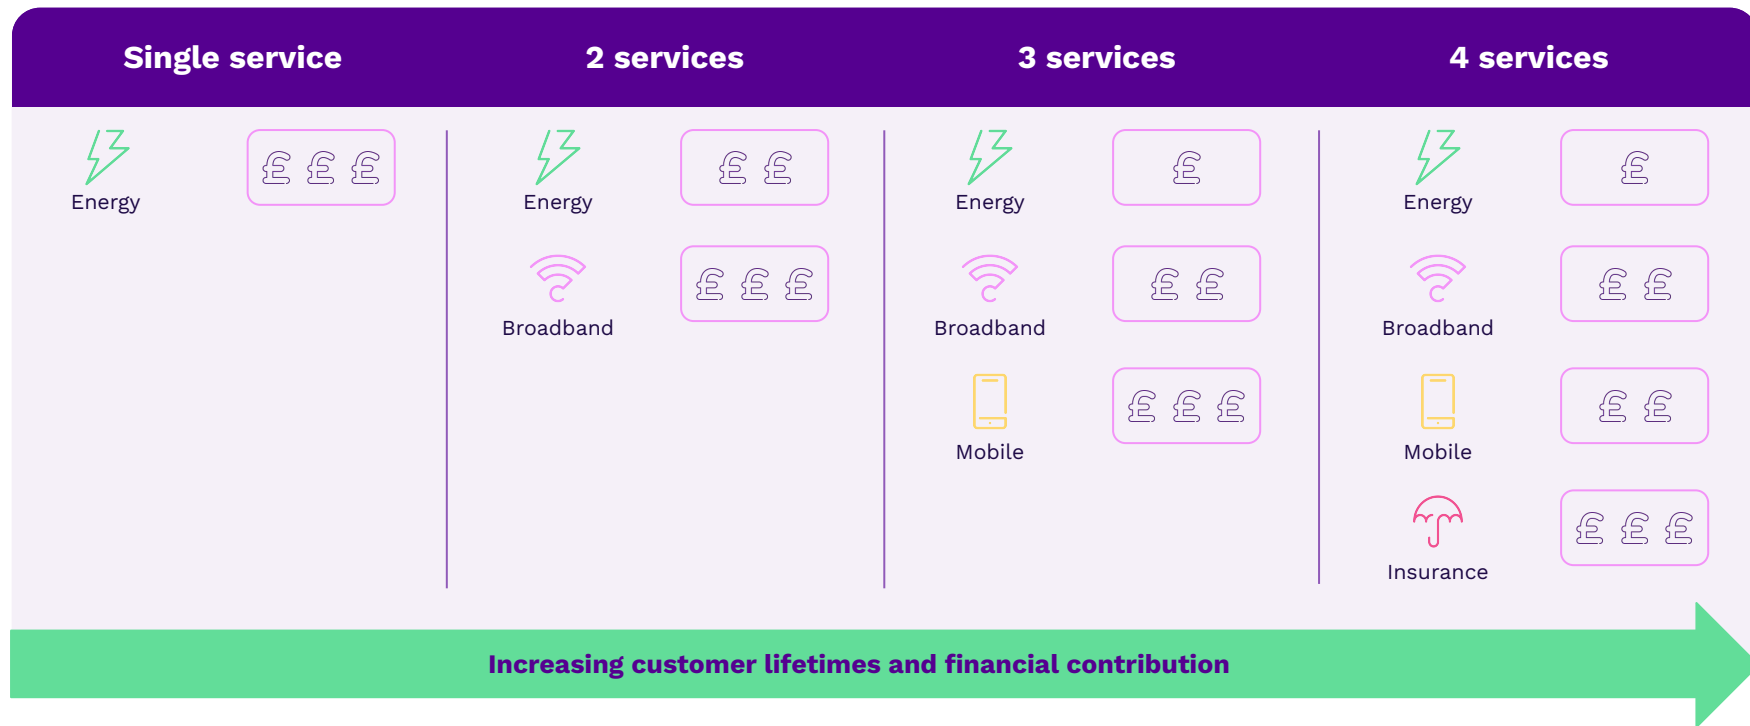 Single service
2 services
3 services
4 services
Energy
£ £ £
Energy
£ £
Broadband
£ £ £
Energy
£
Broadband
£ £
Mobile
£ £ £
Energy
£
Broadband
£ £
Mobile
£ £
Insurance
£ £ £
Increasing customer lifetimes and financial contribution